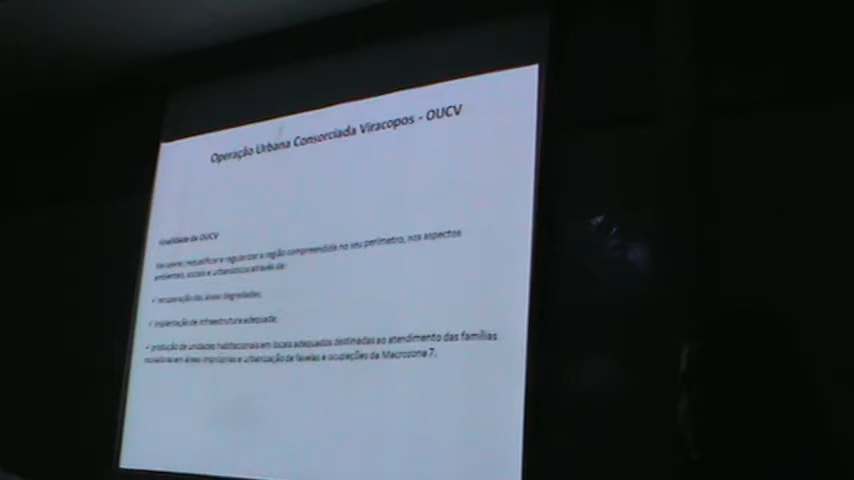 Operação Urbana Consorciada Viracopos - OUCV
Finalidade da OUCV
Recuperar, requalificar e regularizar a região compreendida no seu perímetro, nos aspectos
ambientais, sociais e urbanísticos através da:
✓ recuperação das áreas degradadas;
✓ implantação de infraestrutura adequada;
✓ produção de unidades habitacionais em locais adequados destinadas ao atendimento das famílias
moradoras em áreas impróprias e urbanização de favelas e ocupações da Macrozona 7.